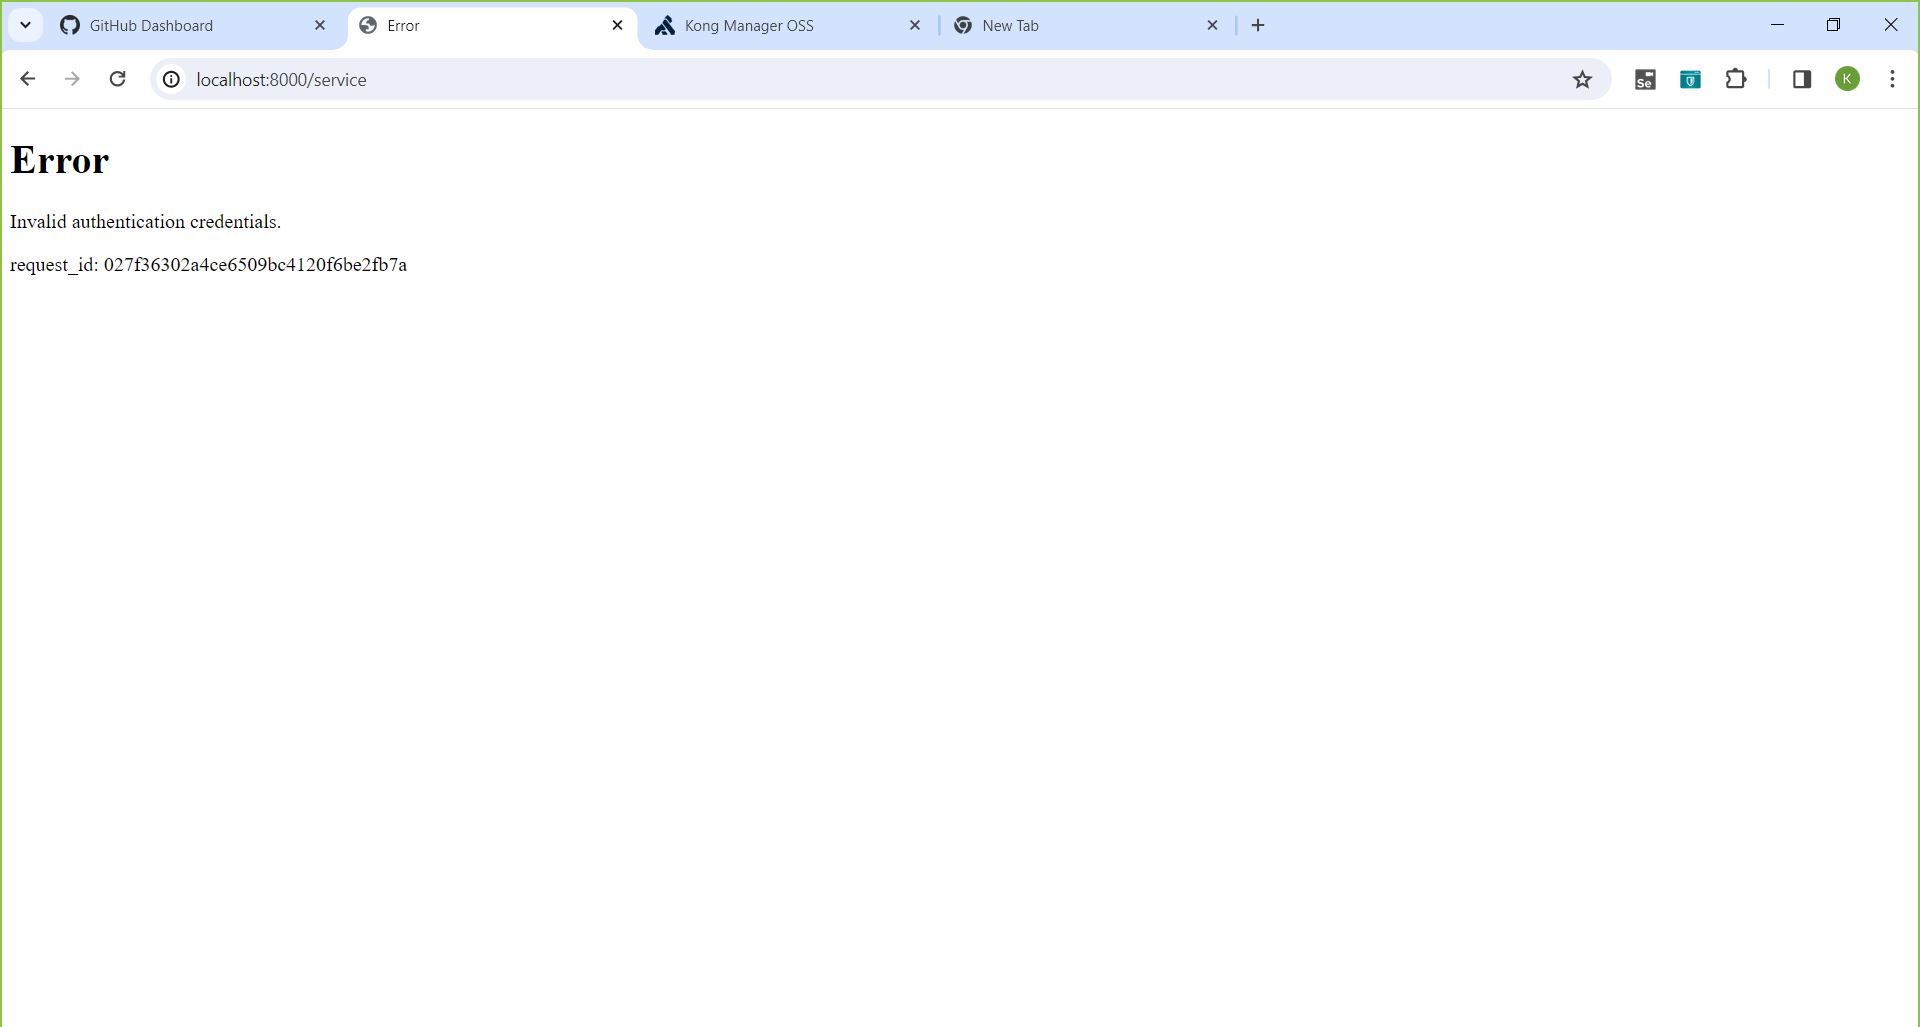 GitHub Dashboard
Error
Kong Manager OSS
New Tab
localhost:8000/service
Se
K
Error
Invalid authentication credentials.
request_id: 027f36302a4ce6509bc4120f6be2fb7a